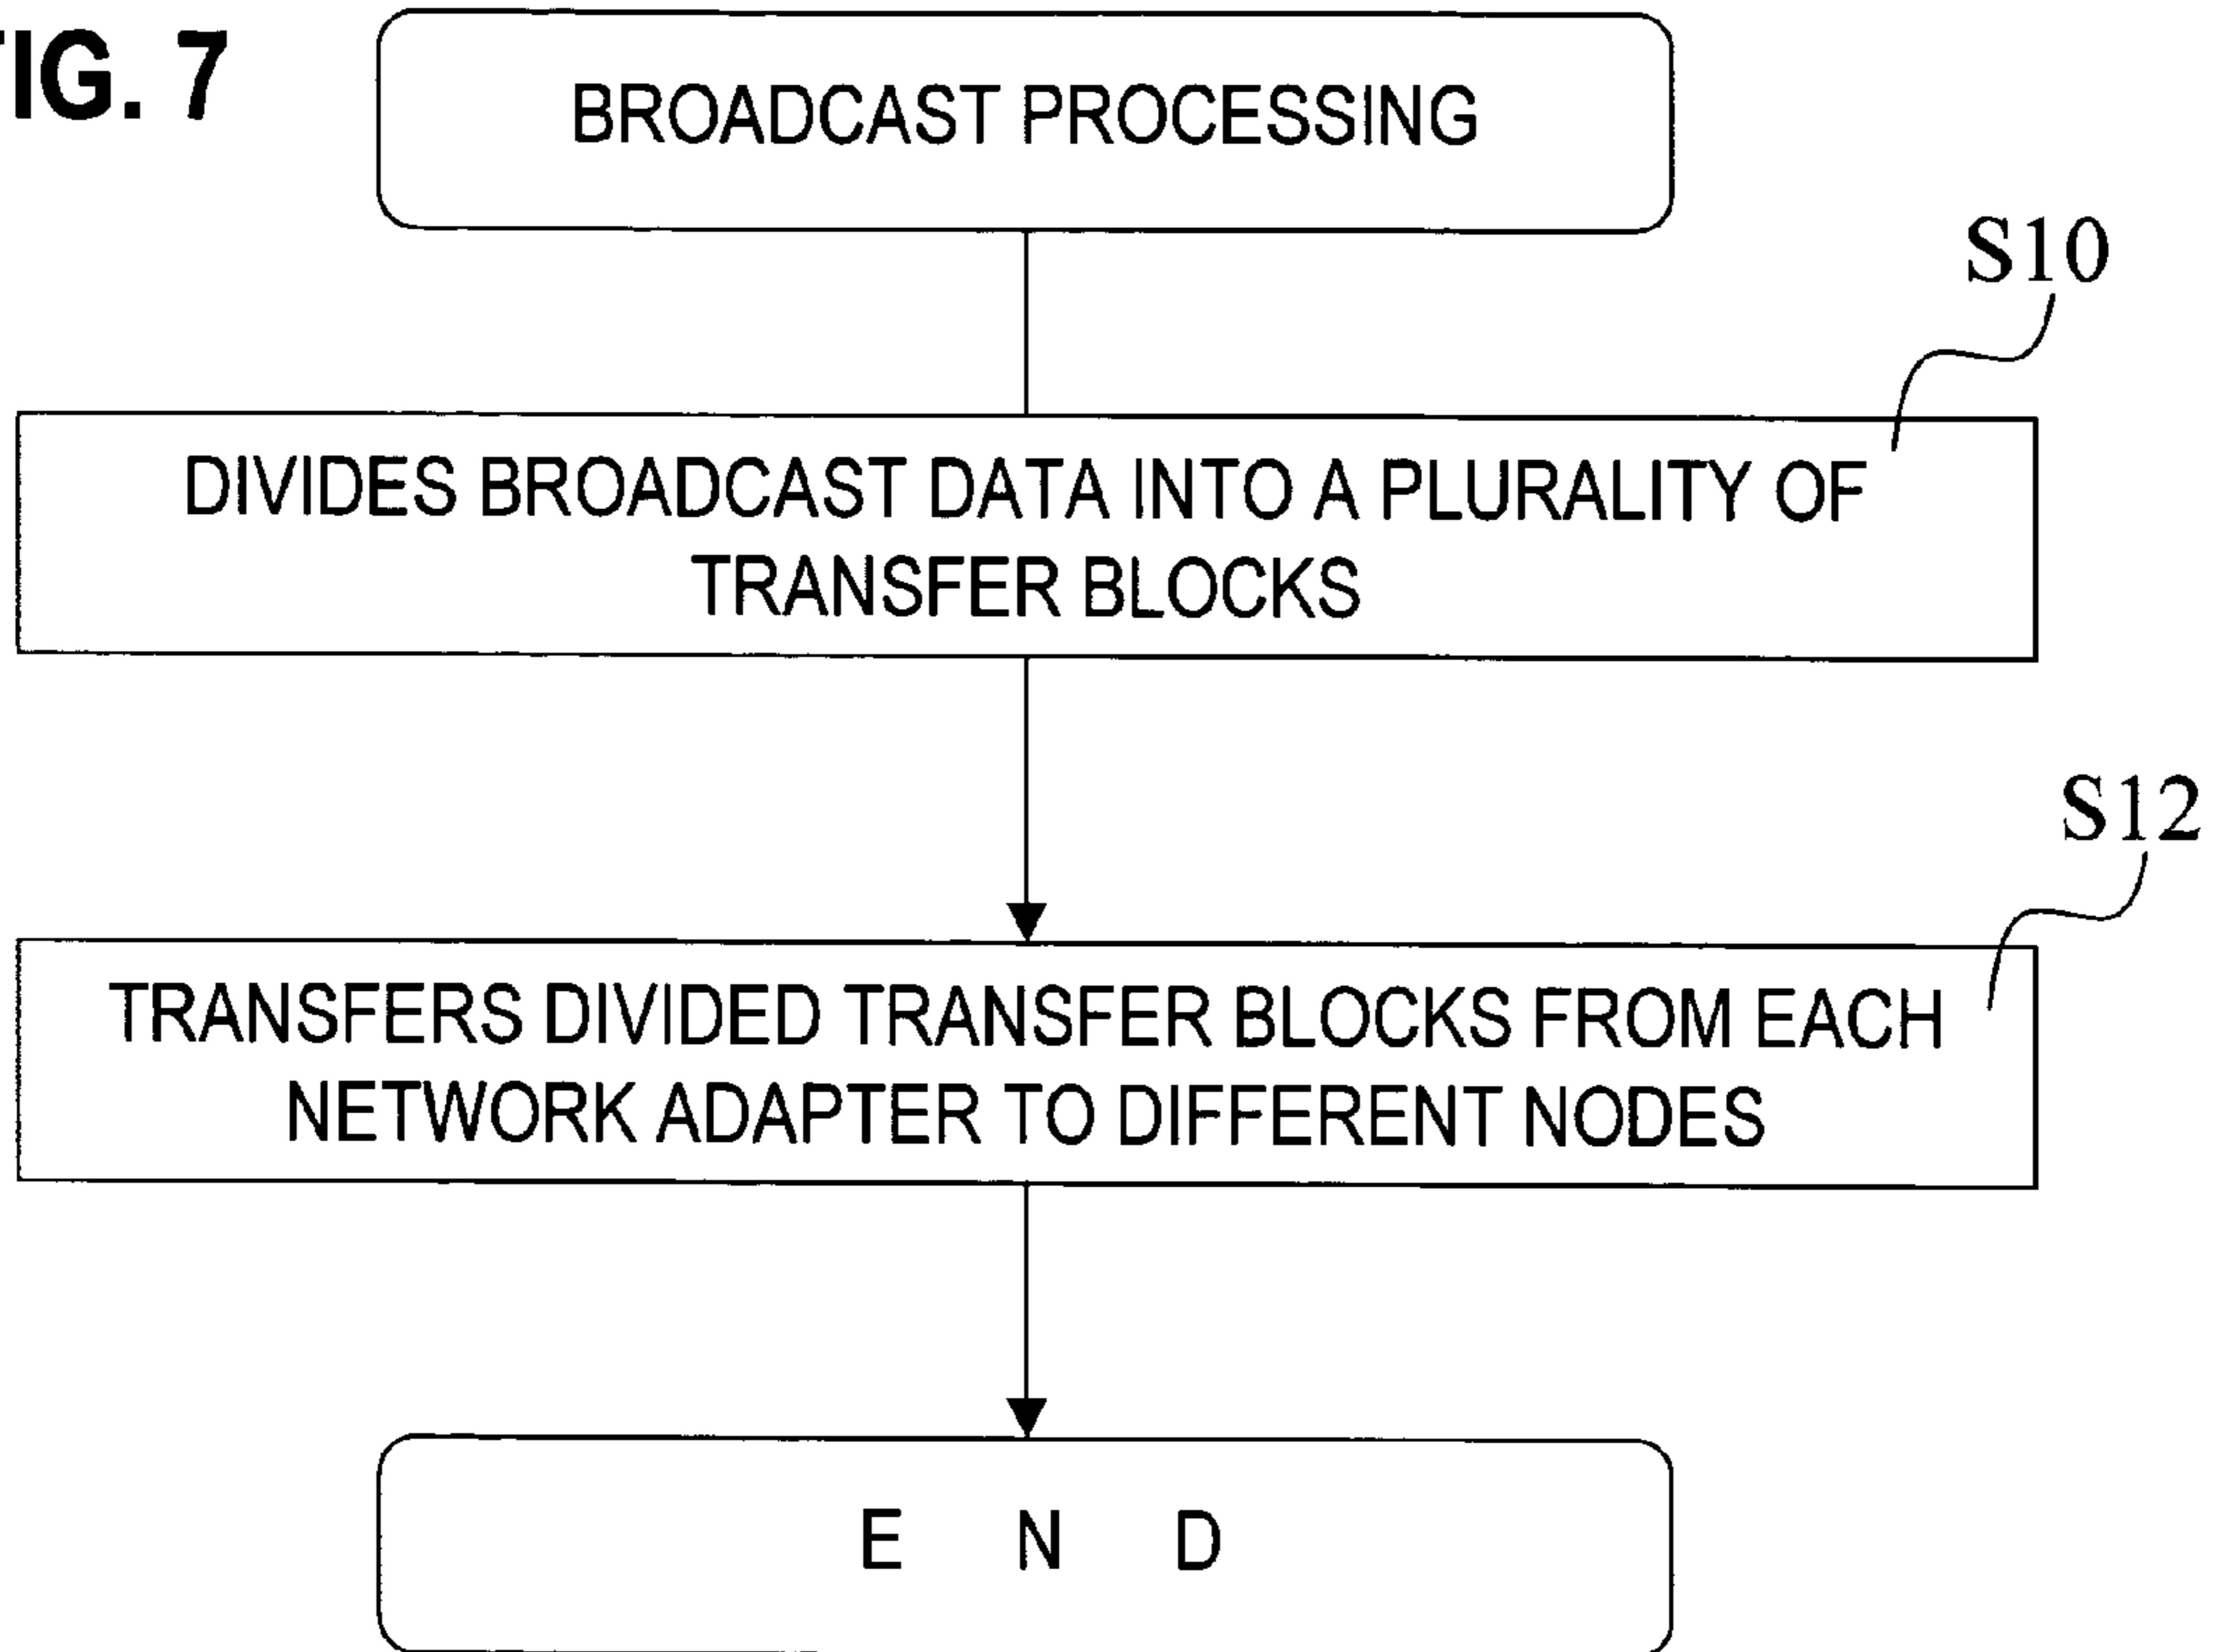 FIG. 7
BROADCAST PROCESSING
S10
DIVIDES BROADCAST DATA INTO A PLURALITY OF
TRANSFER BLOCKS
S12
TRANSFERS DIVIDED TRANSFER BLOCKS FROM EACH
NETWORK ADAPTER TO DIFFERENT NODES
E N D